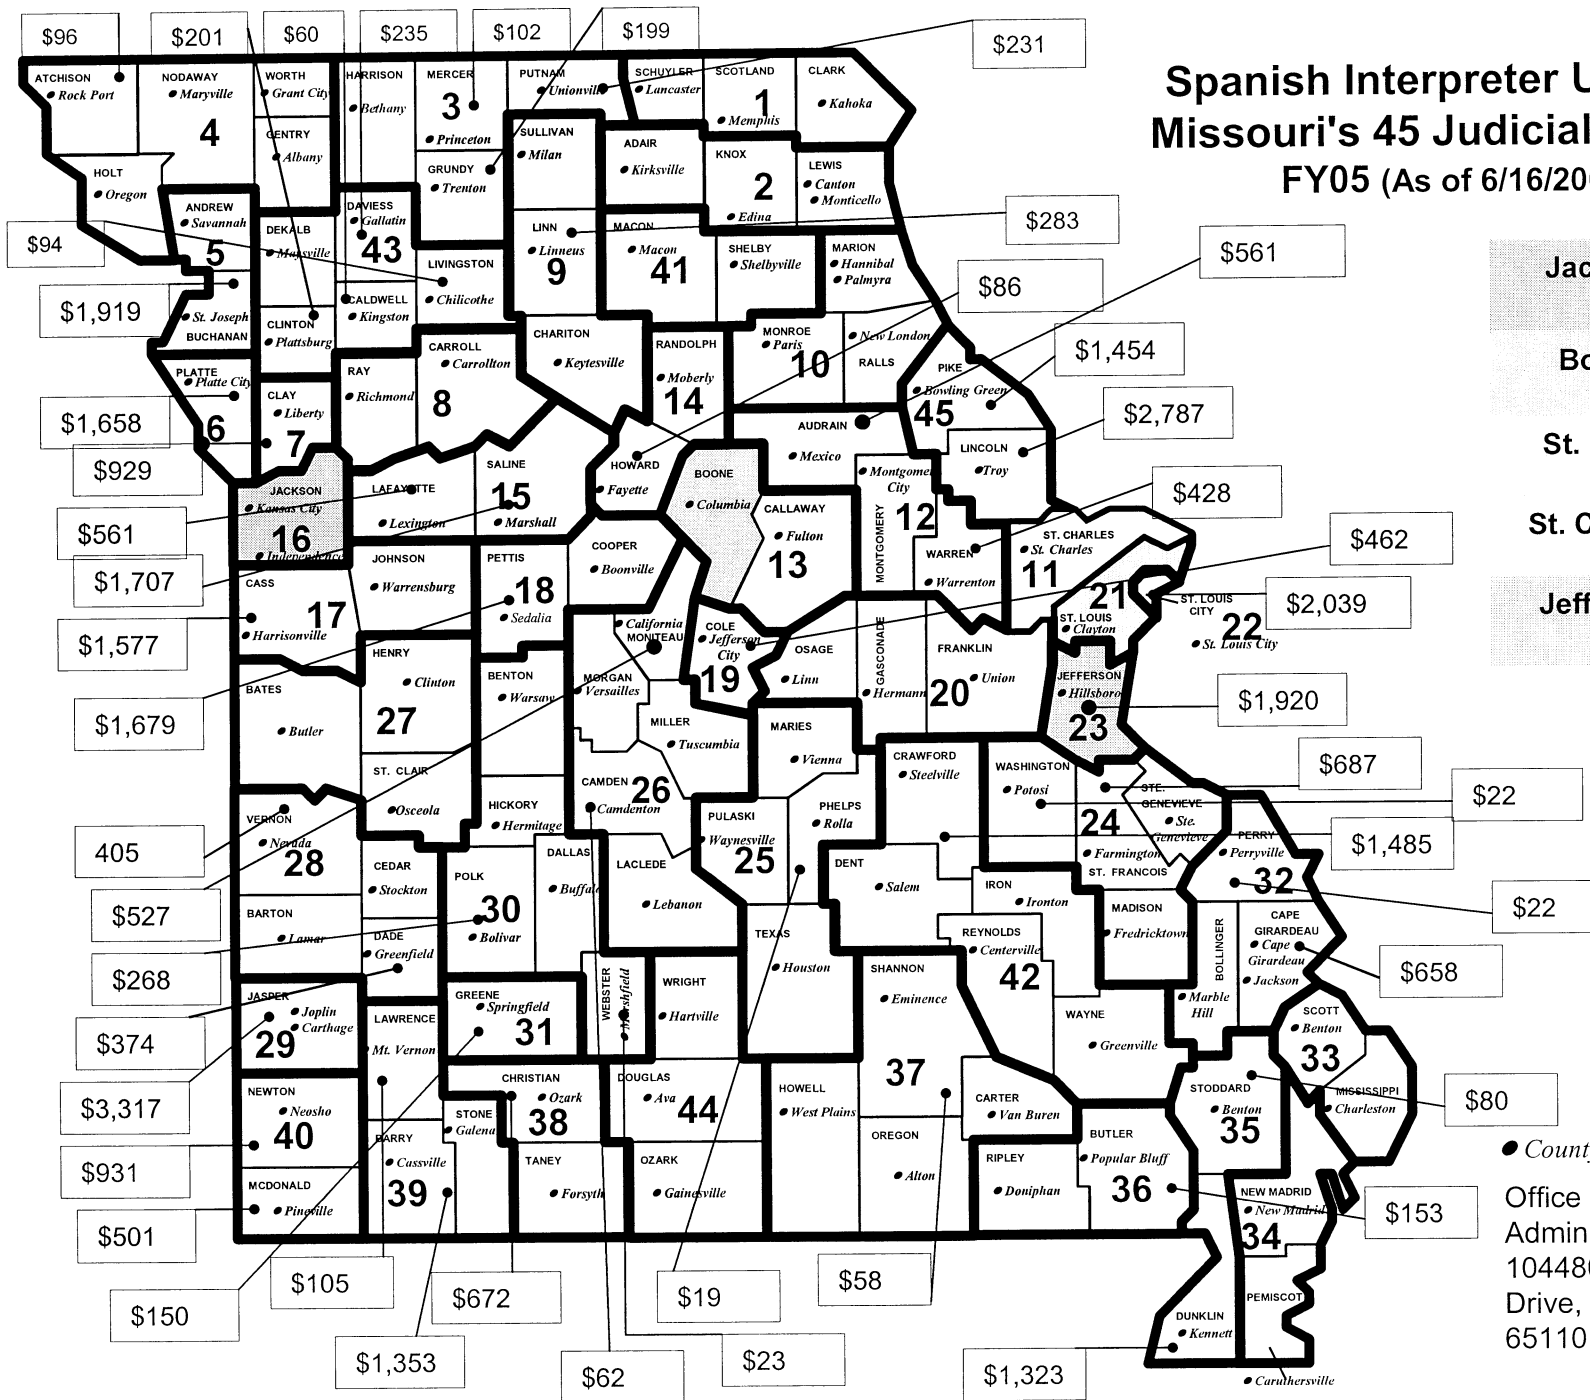 $96
$201
$60
$235
$102
$199
$231
Spanish Interpreter U
Missouri's 45 Judicial
FY05 (As of 6/16/20
ATCHISON
Rock Port
NODAWAY
Maryville
4
WORTH
Grant City
GENTRY
Albany
HARRISON
Bethany
MERCER
3
Princeton
PUTNAM
Unionville
SCHUYLER
Lancaster
SCOTLAND
1
Memphis
CLARK
Kahoka
HOLT
Oregon
GRUNDY
Trenton
SULLIVAN
Milan
ADAIR
Kirksville
KNOX
2
Edina
LEWIS
Canton
Monticello
$94
ANDREW
Savannah
5
DEKALB
Maysville
DAVIESS
Gallatin
43
LIVINGSTON
Chilicothe
LINN
Linneus
9
MACON
Macon
41
SHELBY
Shelbyville
MARION
Hannibal
Palmyra
$283
$561
Jac
$86
$1,919
St. Joseph
BUCHANAN
CLINTON
Plattsburg
CALDWELL
Kingston
CARROLL
Carrollton
CHARITON
Keytesville
RANDOLPH
Moberly
14
MONROE
Paris
10
New London
RALLS
PIKE
Bowling Green
45
$1,454
Bo
PLATTE
Platte City
6
CLAY
Liberty
7
RAY
Richmond
8
$1,658
$929
AUDRAIN
Mexico
LINCOLN
Troy
$2,787
St.
JACKSON
Kansas City
16
Independence
LAFAYETTE
Lexington
SALINE
15
Marshall
HOWARD
Fayette
BOONE
Columbia
CALLAWAY
Fulton
13
Montgomery
City
MONTGOMERY
12
WARREN
Warrenton
ST. CHARLES
St. Charles
11
$428
St. C
$561
$1,707
$462
CASS
17
Harrisonville
JOHNSON
Warrensburg
PETTIS
18
Sedalia
COOPER
Boonville
21
ST. LOUIS
Clayton
ST. LOUIS
CITY
22
St. Louis City
$2,039
Jeff
$1,577
California
MONITEAU
COLE
Jefferson
City
19
OSAGE
Linn
GASCONADE
Hermann
FRANKLIN
Union
20
JEFFERSON
Hillsboro
23
$1,920
$1,679
BATES
Butler
HENRY
Clinton
27
BENTON
Warsaw
MORGAN
Versailles
MILLER
Tuscumbia
MARIES
Vienna
CRAWFORD
Steelville
WASHINGTON
Potosi
$687
$22
ST. CLAIR
Osceola
HICKORY
Hermitage
CAMDEN
26
Camdenton
PULASKI
Waynesville
25
PHELPS
Rolla
STE.
GENEVIEVE
Ste.
Genevieve
24
Farmington
ST. FRANCOIS
PERRY
Perryville
32
$1,485
405
VERNON
Nevada
28
CEDAR
Stockton
POLK
30
Bolivar
DALLAS
Buffalo
LACLEDE
Lebanon
DENT
Salem
IRON
Ironton
MADISON
Fredricktown
$22
$527
BARTON
Lamar
DADE
Greenfield
TEXAS
Houston
REYNOLDS
Centerville
42
BOLLINGER
Marble
Hill
CAPE
GIRARDEAU
Cape
Girardeau
Jackson
$658
$268
JASPER
Joplin
Carthage
29
LAWRENCE
Mt. Vernon
GREENE
Springfield
31
WEBSTER
Marshfield
WRIGHT
Hartville
SHANNON
Eminence
WAYNE
Greenville
SCOTT
Benton
33
$374
$3,317
NEWTON
Neosho
40
CHRISTIAN
Ozark
38
DOUGLAS
Ava
44
HOWELL
West Plains
37
CARTER
Van Buren
STODDARD
Benton
35
MISSISSIPPI
Charleston
$80
$931
STONE
Galena
BARRY
Cassville
39
TANEY
Forsyth
OZARK
Gainesville
OREGON
Alton
RIPLEY
Doniphan
BUTLER
Popular Bluff
36
Count
MCDONALD
Pineville
$501
NEW MADRID
New Madrid
34
$153
Office
Admin
10448
Drive,
65110
$105
$150
$672
$19
$58
PEMISCOT
DUNKLIN
Kennett
$1,353
$62
$23
$1,323
Caruthersville